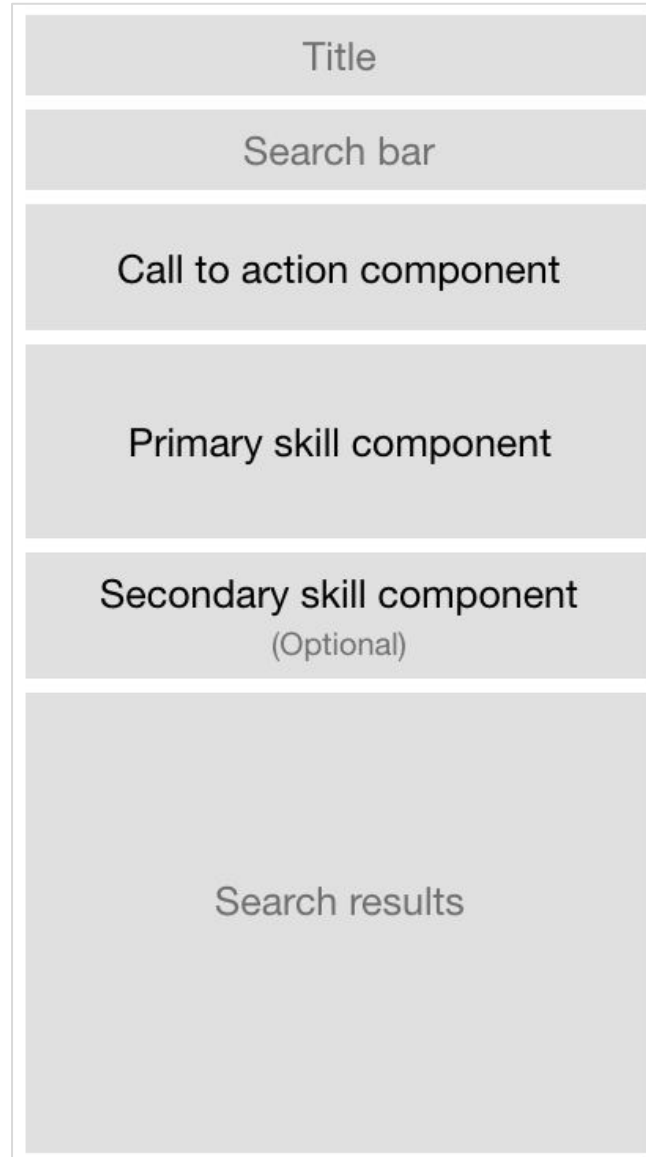 Title
Search bar
Call to action component
Primary skill component
Secondary skill component
(Optional)
Search results